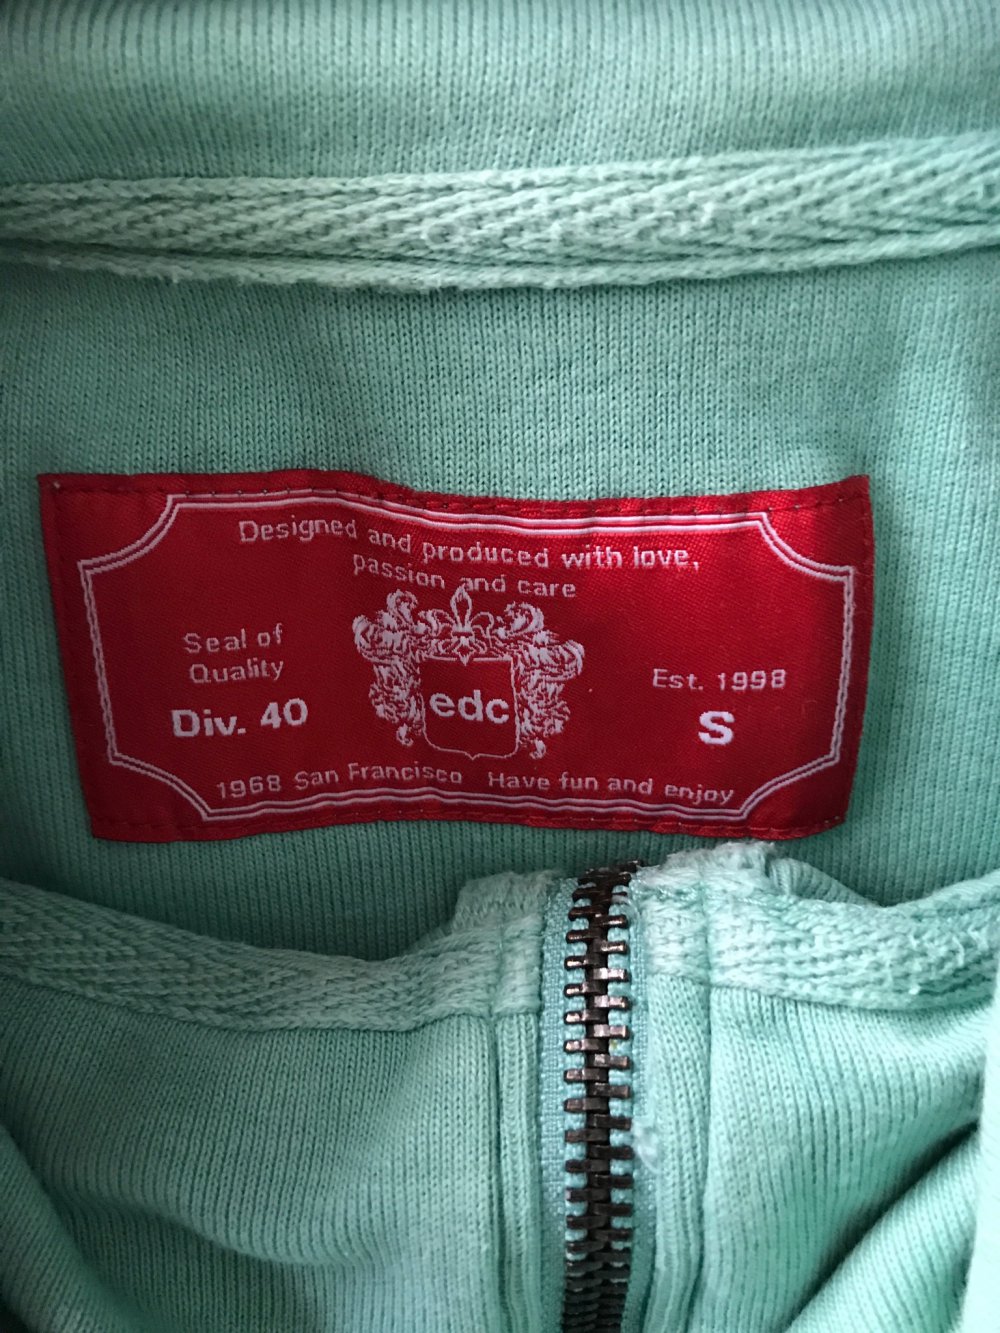 Designed and produced with love,
passion and care
Seal of
Quality
Div. 40
edc
Est. 1998
S
1968 San Francisco Have fun and enjoy